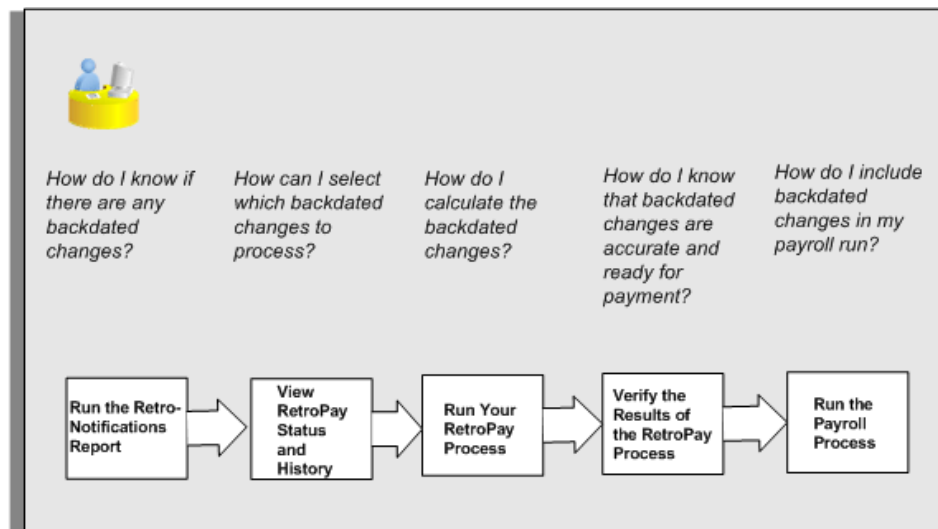 How do I know if
there are any
backdated
changes?
How can I select
which backdated
changes to
process?
How do I
calculate the
backdated
changes?
How do I know
that backdated
changes are
accurate and
ready for
payment?
How do I include
backdated
changes in my
payroll run?
Run the Retro-
Notifications
Report
View
RetroPay
Status
and
History
Run Your
RetroPay
Process
Verify the
Results of
the RetroPay
Process
Run the
Payroll
Process